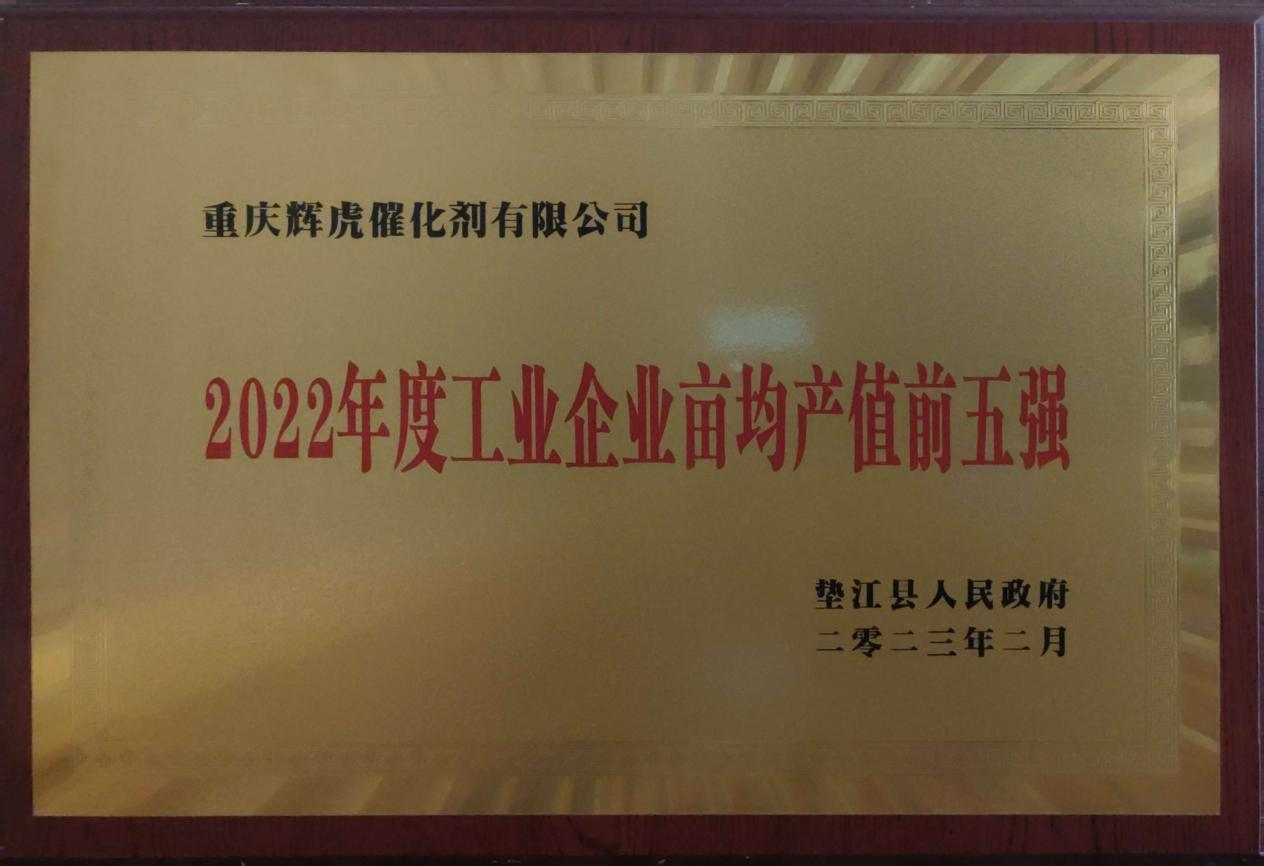 重庆辉虎催化剂有限公司
2022年度工业企业亩均产值前五强
垫江县人民政府
二零二三年二月